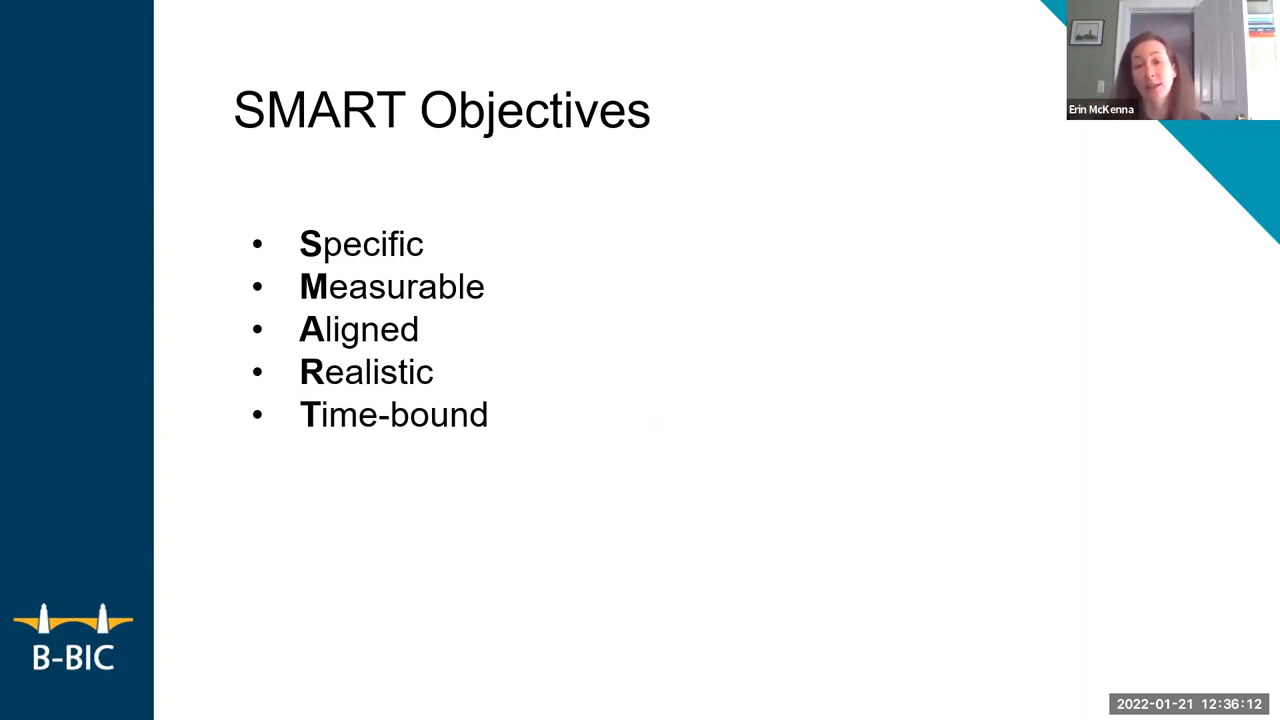 SMART Objectives
Erin McKenna
• Specific
• Measurable
• Aligned
• Realistic
• Time-bound
B-BIC
2022-01-21 12:36:12